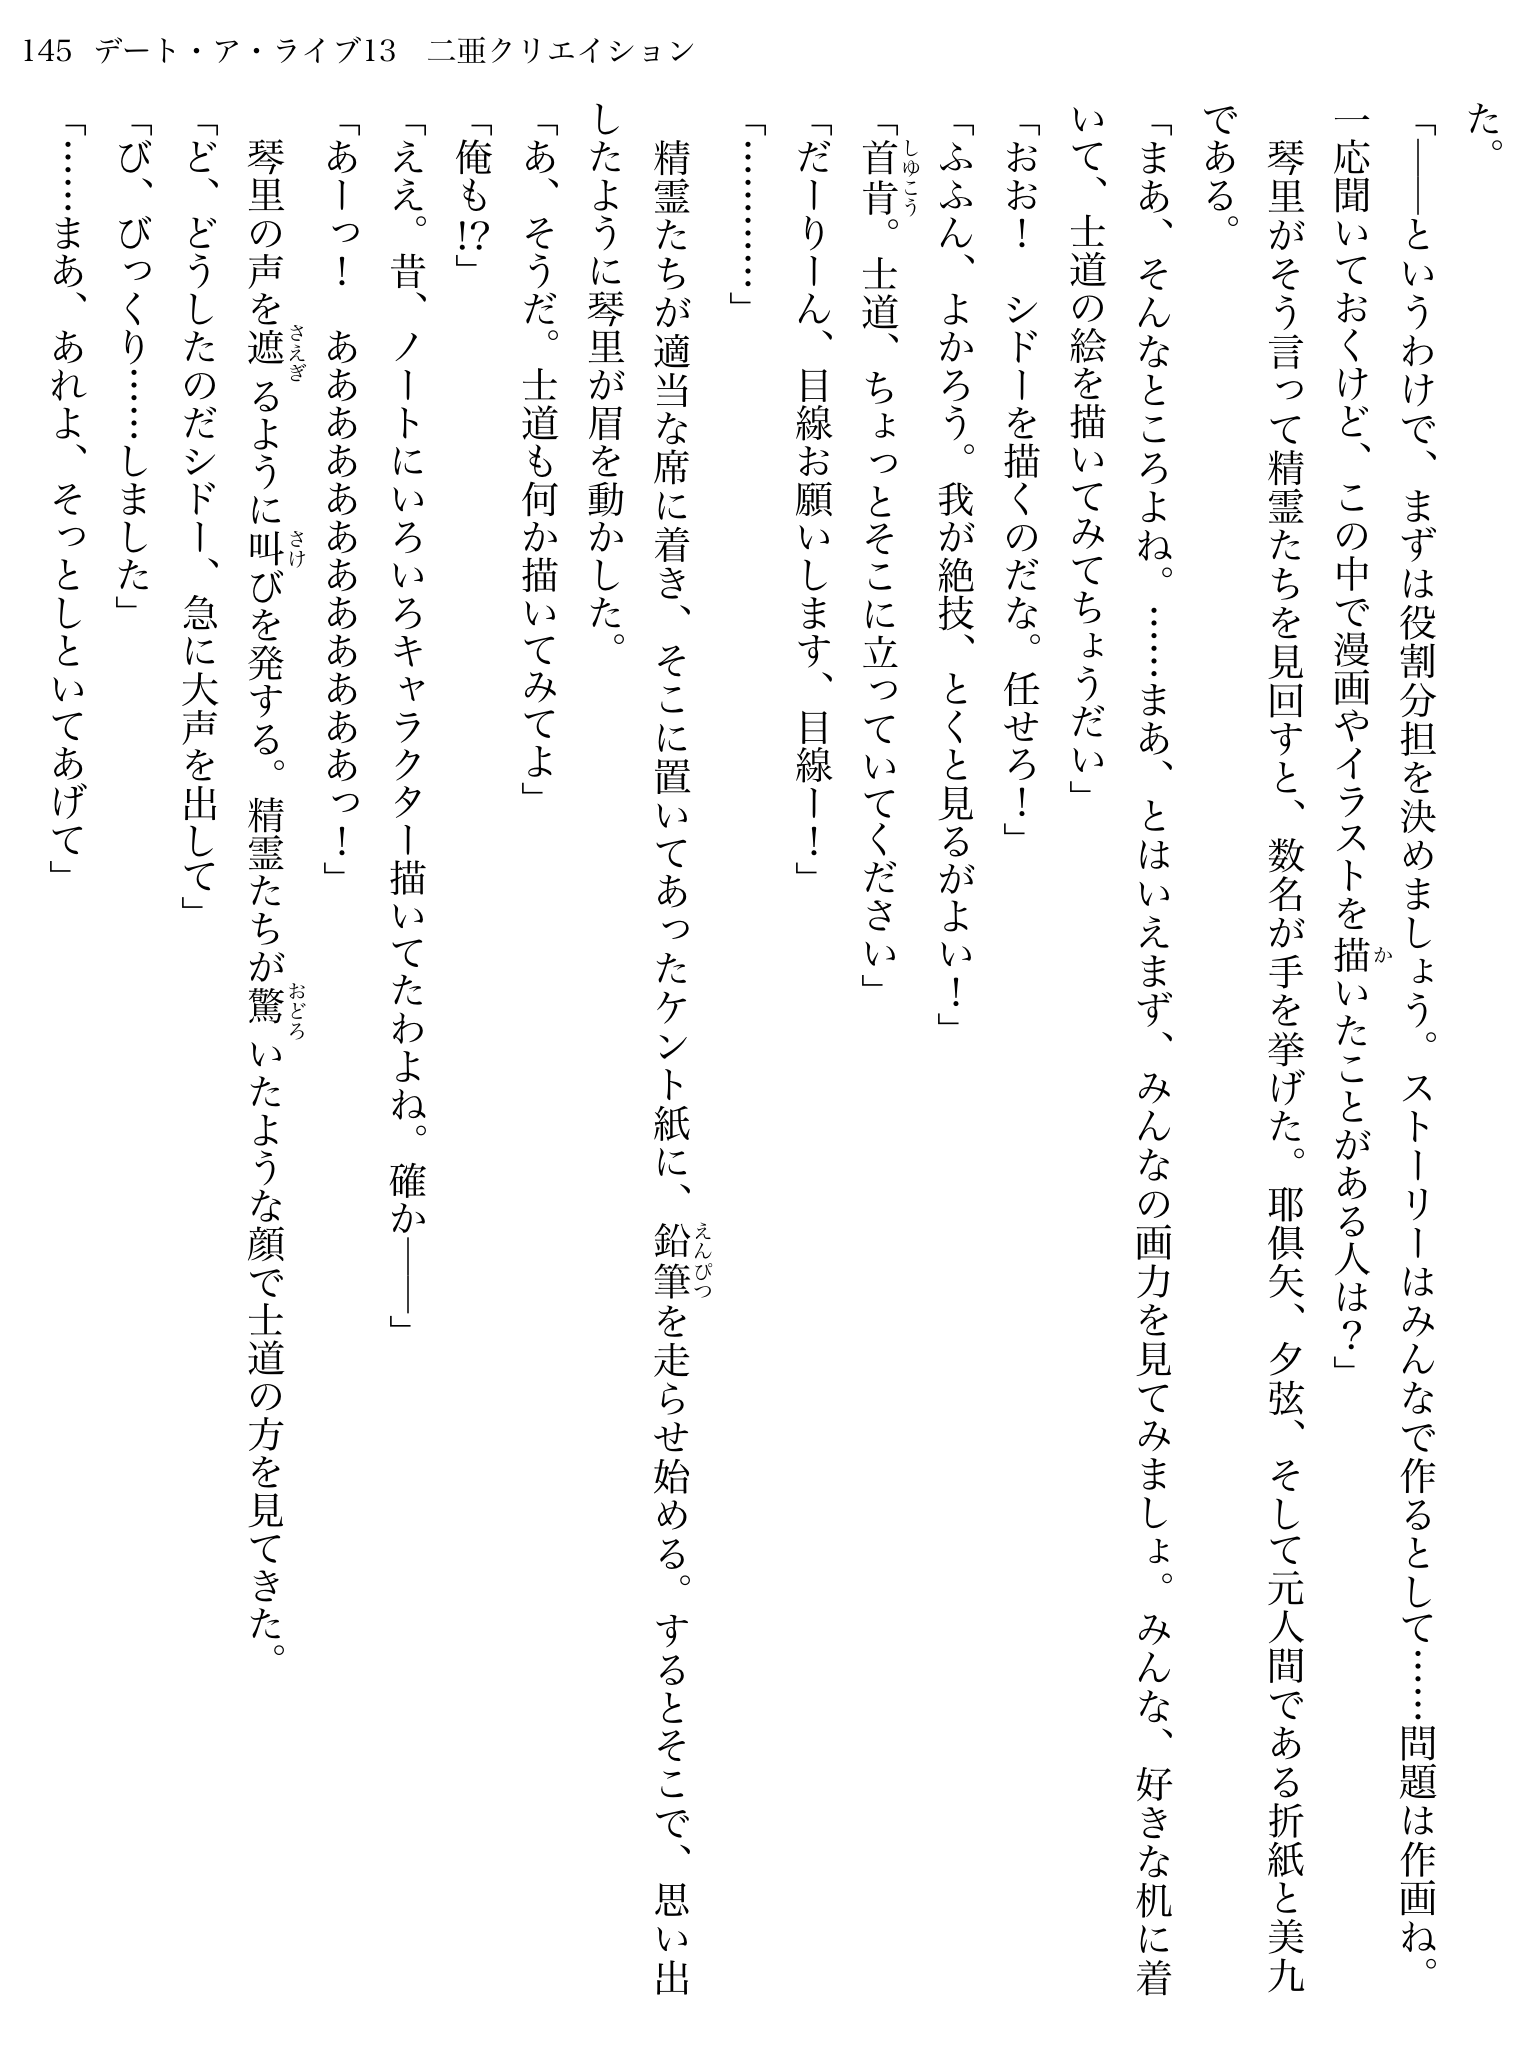 145 デート・ア・ライブ13　二亜クリエイション
た。
「――というわけで、まずは役割分担を決めましょう。ストーリーはみんなで作るとして……問題は作画ね。
一応聞いておくけど、この中で漫画やイラストを描いたことがある人は？」
　琴里がそう言って精霊たちを見回すと、数名が手を挙げた。耶倶矢、夕弦、そして元人間である折紙と美九
である。
「まあ、そんなところよね。……まあ、とはいえまず、みんなの画力を見てみましょ。みんな、好きな机に着
いて、士道の絵を描いてみてちょうだい」
「おお！　シドーを描くのだな。任せろ！」
「ふふん、よかろう。我が絶技、とくと見るがよい！」
「首肯。士道、ちょっとそこに立っていてください」
「だーりーん、目線お願いします、目線ー！」
「…………」
　精霊たちが適当な席に着き、そこに置いてあったケント紙に、鉛筆を走らせ始める。するとそこで、思い出
したように琴里が眉を動かした。
「あ、そうだ。士道も何か描いてみてよ」
「俺も!?」
「ええ。昔、ノートにいろいろキャラクター描いてたわよね。確か――」
「あーっ！　ああああああああああああっ！」
　琴里の声を遮るように叫びを発する。精霊たちが驚いたような顔で士道の方を見てきた。
「ど、どうしたのだシドー、急に大声を出して」
「び、びっくり……しました」
「……まあ、あれよ、そっとしといてあげて」